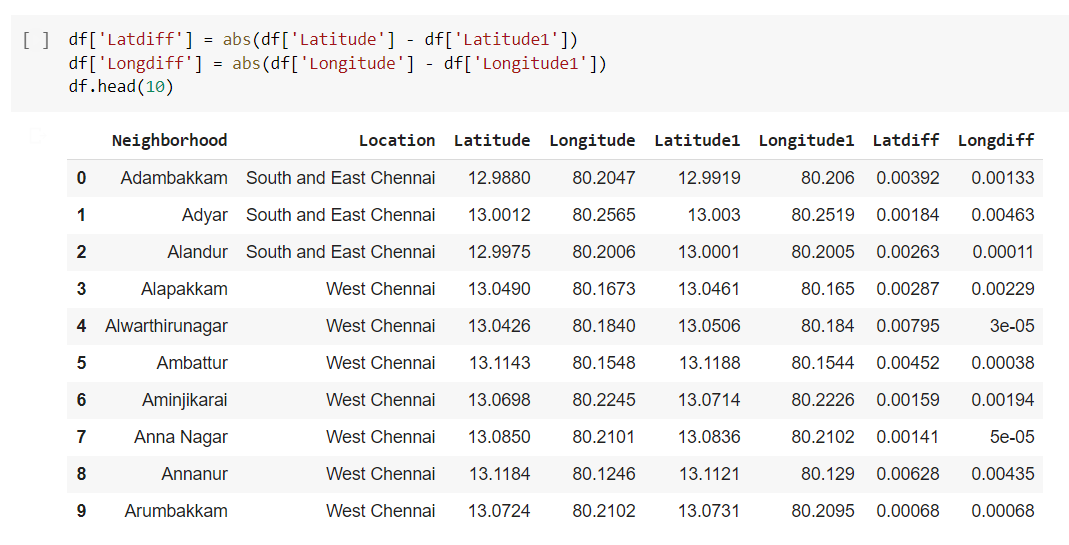 [ ] df['Latdiff'] = abs(df['Latitude'] - df['Latitude1'])
df['Longdiff'] = abs(df['Longitude'] - df['Longitude1'])
df.head(10)
Neighborhood Location Latitude Longitude Latitude1 Longitude1 Latdiff Longdiff
0 Adambakkam South and East Chennai 12.9880 80.2047 12.9919 80.206 0.00392 0.00133
1 Adyar South and East Chennai 13.0012 80.2565 13.003 80.2519 0.00184 0.00463
2 Alandur South and East Chennai 12.9975 80.2006 13.0001 80.2005 0.00263 0.00011
3 Alapakkam West Chennai 13.0490 80.1673 13.0461 80.165 0.00287 0.00229
4 Alwarthirunagar West Chennai 13.0426 80.1840 13.0506 80.184 0.00795 3e-05
5 Ambattur West Chennai 13.1143 80.1548 13.1188 80.1544 0.00452 0.00038
6 Aminjikarai West Chennai 13.0698 80.2245 13.0714 80.2226 0.00159 0.00194
7 Anna Nagar West Chennai 13.0850 80.2101 13.0836 80.2102 0.00141 5e-05
8 Annanur West Chennai 13.1184 80.1246 13.1121 80.129 0.00628 0.00435
9 Arumbakkam West Chennai 13.0724 80.2102 13.0731 80.2095 0.00068 0.00068